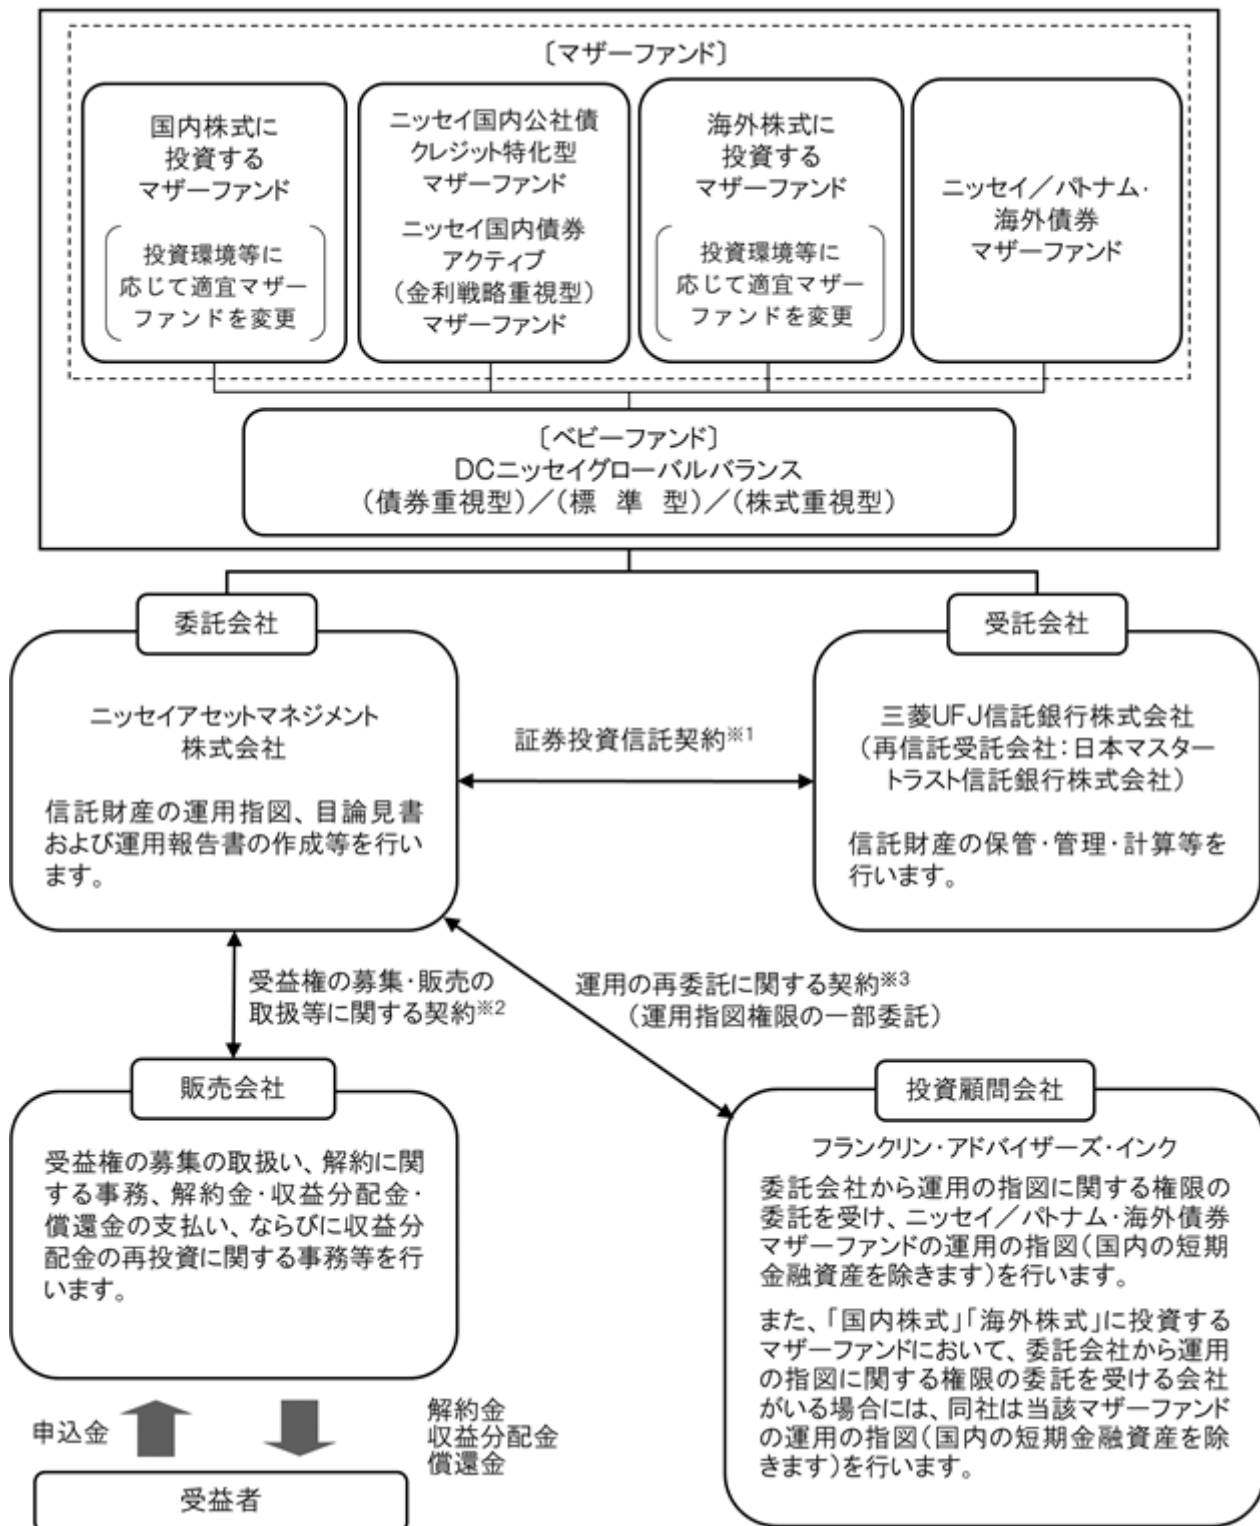 〔マザーファンド〕
国内株式に
投資する
マザーファンド
投資環境等に
応じて適宜マザー
ファンドを変更
ニッセイ国内公社債
クレジット特化型
マザーファンド
ニッセイ国内債券
アクティブ
（金利戦略重視型）
マザーファンド
海外株式に
投資する
マザーファンド
投資環境等に
応じて適宜マザー
ファンドを変更
ニッセイ／パトナム・
海外債券
マザーファンド
〔ベビーファンド〕
DCニッセイグローバルバランス
（債券重視型）／（標 準 型）／（株式重視型）
委託会社
ニッセイアセットマネジメント
株式会社
信託財産の運用指図、目論見書
および運用報告書の作成等を行い
ます。
証券投資信託契約※1
受託会社
三菱UFJ信託銀行株式会社
（再信託受託会社：日本マスター
トラスト信託銀行株式会社）
信託財産の保管・管理・計算等を
行います。
受益権の募集・販売の
取扱等に関する契約※2
運用の再委託に関する契約※3
（運用指図権限の一部委託）
販売会社
受益権の募集の取扱い、解約に関
する事務、解約金・収益分配金・
償還金の支払い、ならびに収益分
配金の再投資に関する事務等を行
います。
投資顧問会社
フランクリン・アドバイザーズ・インク
委託会社から運用の指図に関する権限の
委託を受け、ニッセイ／パトナム・海外債券
マザーファンドの運用の指図（国内の短期
金融資産を除きます）を行います。
また、「国内株式」「海外株式」に投資する
マザーファンドにおいて、委託会社から運用
の指図に関する権限の委託を受ける会社
がいる場合には、同社は当該マザーファンド
の運用の指図（国内の短期金融資産を除
きます）を行います。
申込金
解約金
収益分配金
償還金
受益者